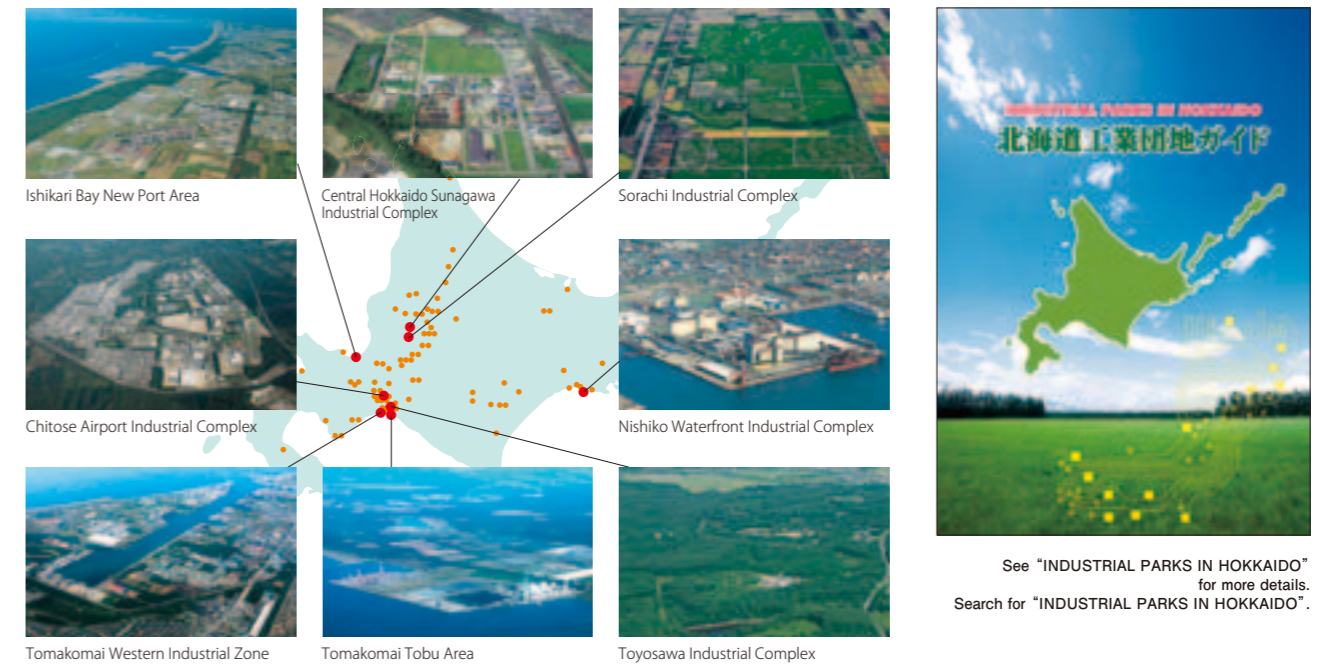 Ishikari Bay New Port Area
Central Hokkaido Sunagawa
Industrial Complex
Sorachi Industrial Complex
Chitose Airport Industrial Complex
Nishiko Waterfront Industrial Complex
Tomakomai Western Industrial Zone
Tomakomai Tobu Area
Toyosawa Industrial Complex
INDUSTRIAL PARKS IN HOKKAIDO
北海道工業団地ガイド
See “INDUSTRIAL PARKS IN HOKKAIDO”
for more details.
Search for “INDUSTRIAL PARKS IN HOKKAIDO”.